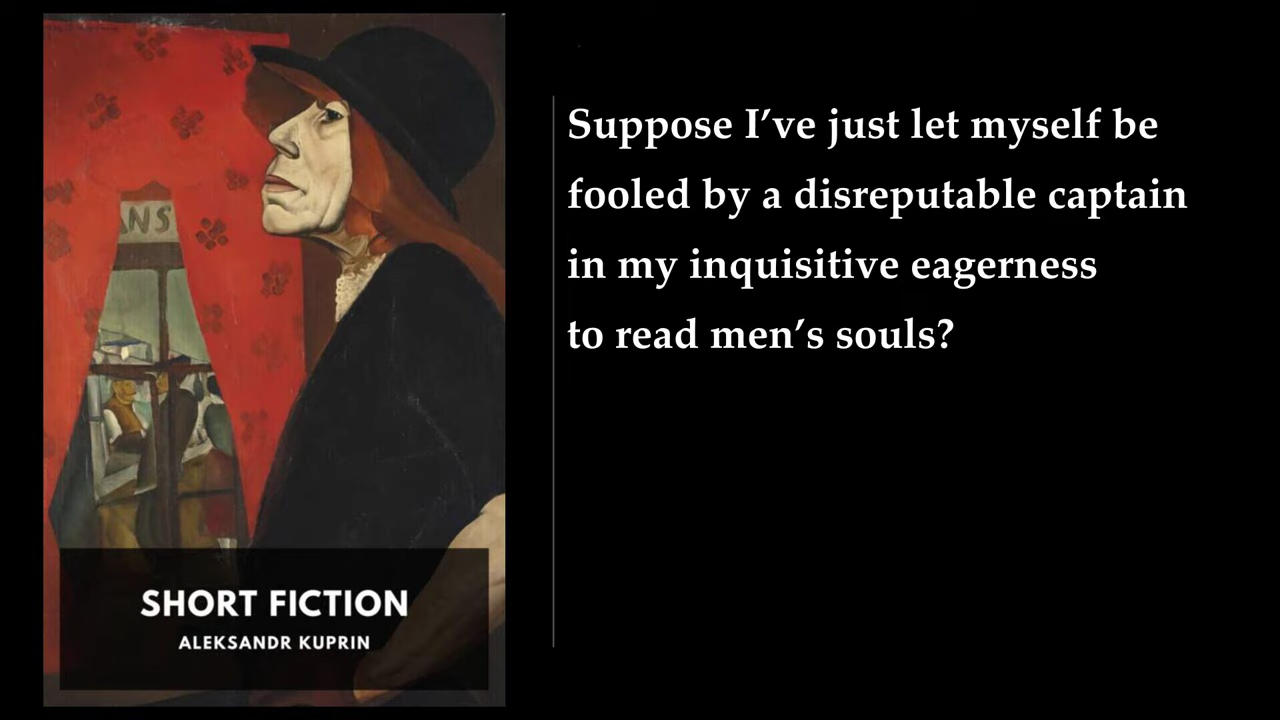 ANS
SHORT FICTION
ALEKSANDR KUPRIN
Suppose I’ve just let myself be
fooled by a disreputable captain
in my inquisitive eagerness
to read men’s souls?